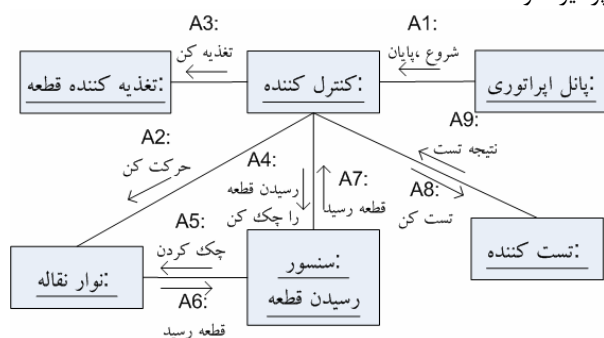 A3:
تغذیه کن
A1:
شروع ،پایان
تغذیه کننده قطعه:
کنترل کننده:
پانل اپراتوری:
A9:
نتیجه تست
A2:
حرکت کن
A4:
رسیدن قطعه
را چک کن
A7:
قطعه رسید
A8:
تست کن
A5:
چک کردن
نوار نقاله:
سنسور:
رسیدن قطعه
تست کننده:
A6:
قطعه رسید